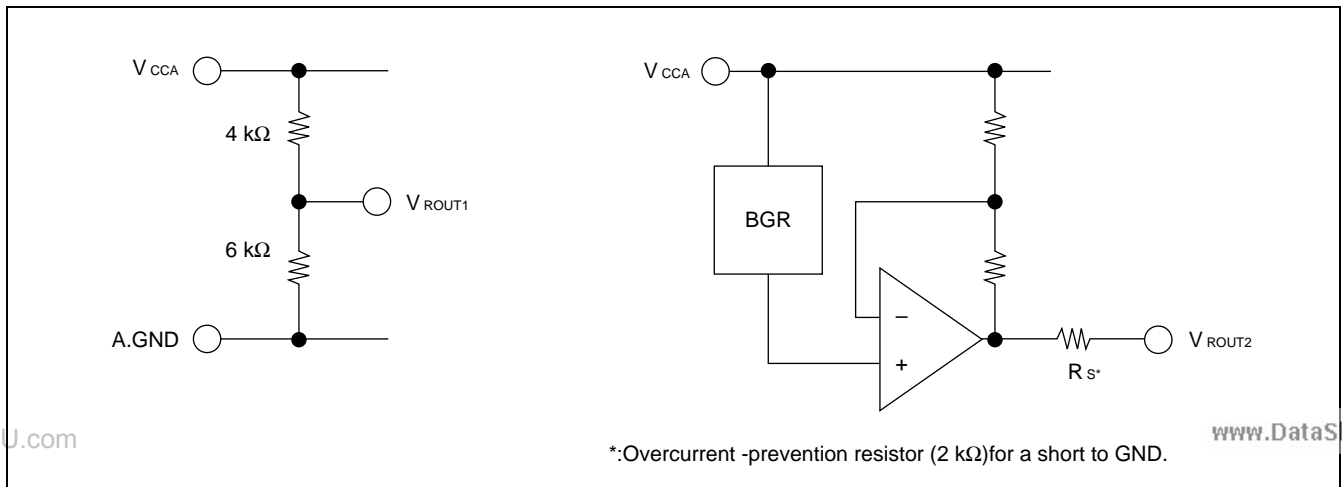 V CCA
4 kΩ
V ROUT1
6 kΩ
A.GND
V CCA
BGR
−
+
R S*
V ROUT2
*:Overcurrent -prevention resistor (2 kΩ)for a short to GND.
U.com
www.DataS